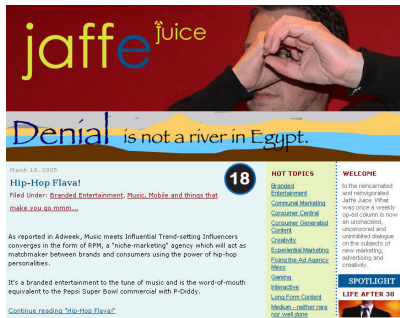 jaffe juice
Denial is not a river in Egypt.
March 18, 2005
18
Hip-Hop Flava!
Filed Under: Branded Entertainment, Music, Mobile and things that
make you go mmm...
As reported in Adweek, Music meets Influential Trend-setting Influencers
converges in the form of RPM, a "niche-marketing" agency which will act as
matchmaker between brands and consumers using the power of hip-hop
personalities.
It's a branded entertainment to the tune of music and is the word-of-mouth
equivalent to the Pepsi Super Bowl commercial with P-Diddy.
Continue reading "Hip-Hop Flava!"
HOT TOPICS
Branded
Entertainment
Communal Marketing
Consumer Central
Consumer Generated
Content
Creativity
Experiential Marketing
Fixing the Ad Agency
Mess
Gaming
Interactive
Long Form Content
Medium - neither rare
nor well done
WELCOME
to the reincarnated
and reinvigorated
Jaffe Juice. What
was once a weekly
op-ed column is now
an unshackled,
uncensored and
uninhibited dialogue
on the subjects of
new marketing,
advertising and
creativity.
SPOTLIGHT
LIFE AFTER 30